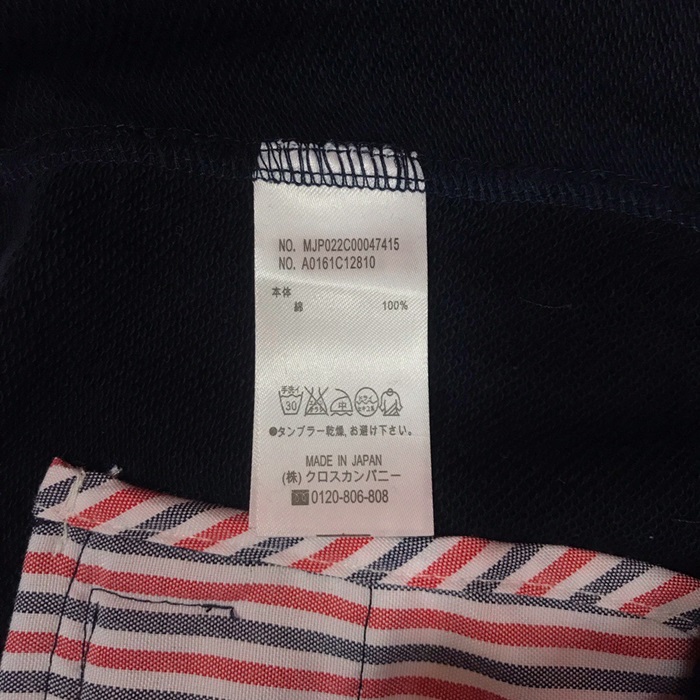 NO. MJP022C00047415
NO. A0161C12810
本体
綿 100%
手洗イ
30
中
●タンブラー乾燥、お避け下さい。
MADE IN JAPAN
(株)クロスカンパニー
0120-806-808